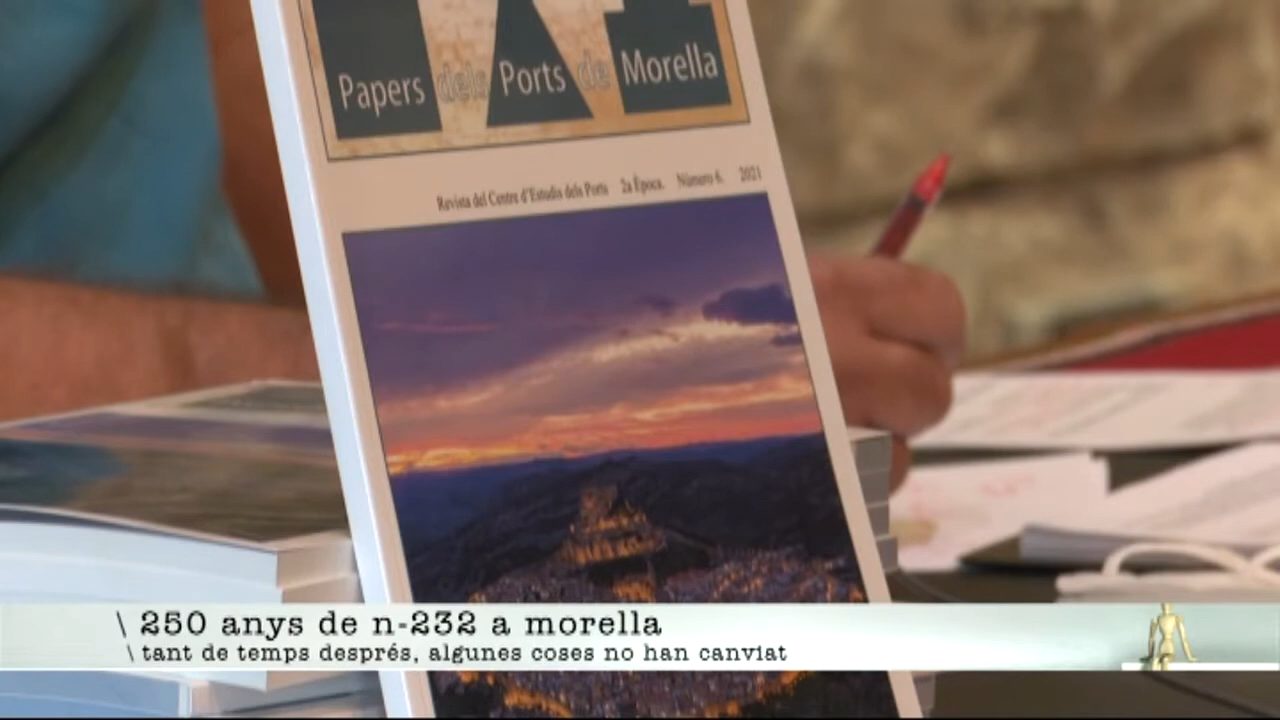 Papers dels Ports de Morella
Revista del Centre d'Estudis dels Ports 2a Època. Número 6. 2021
\ 250 anys de n-232 a morella
\ tant de temps després, algunes coses no han canviat